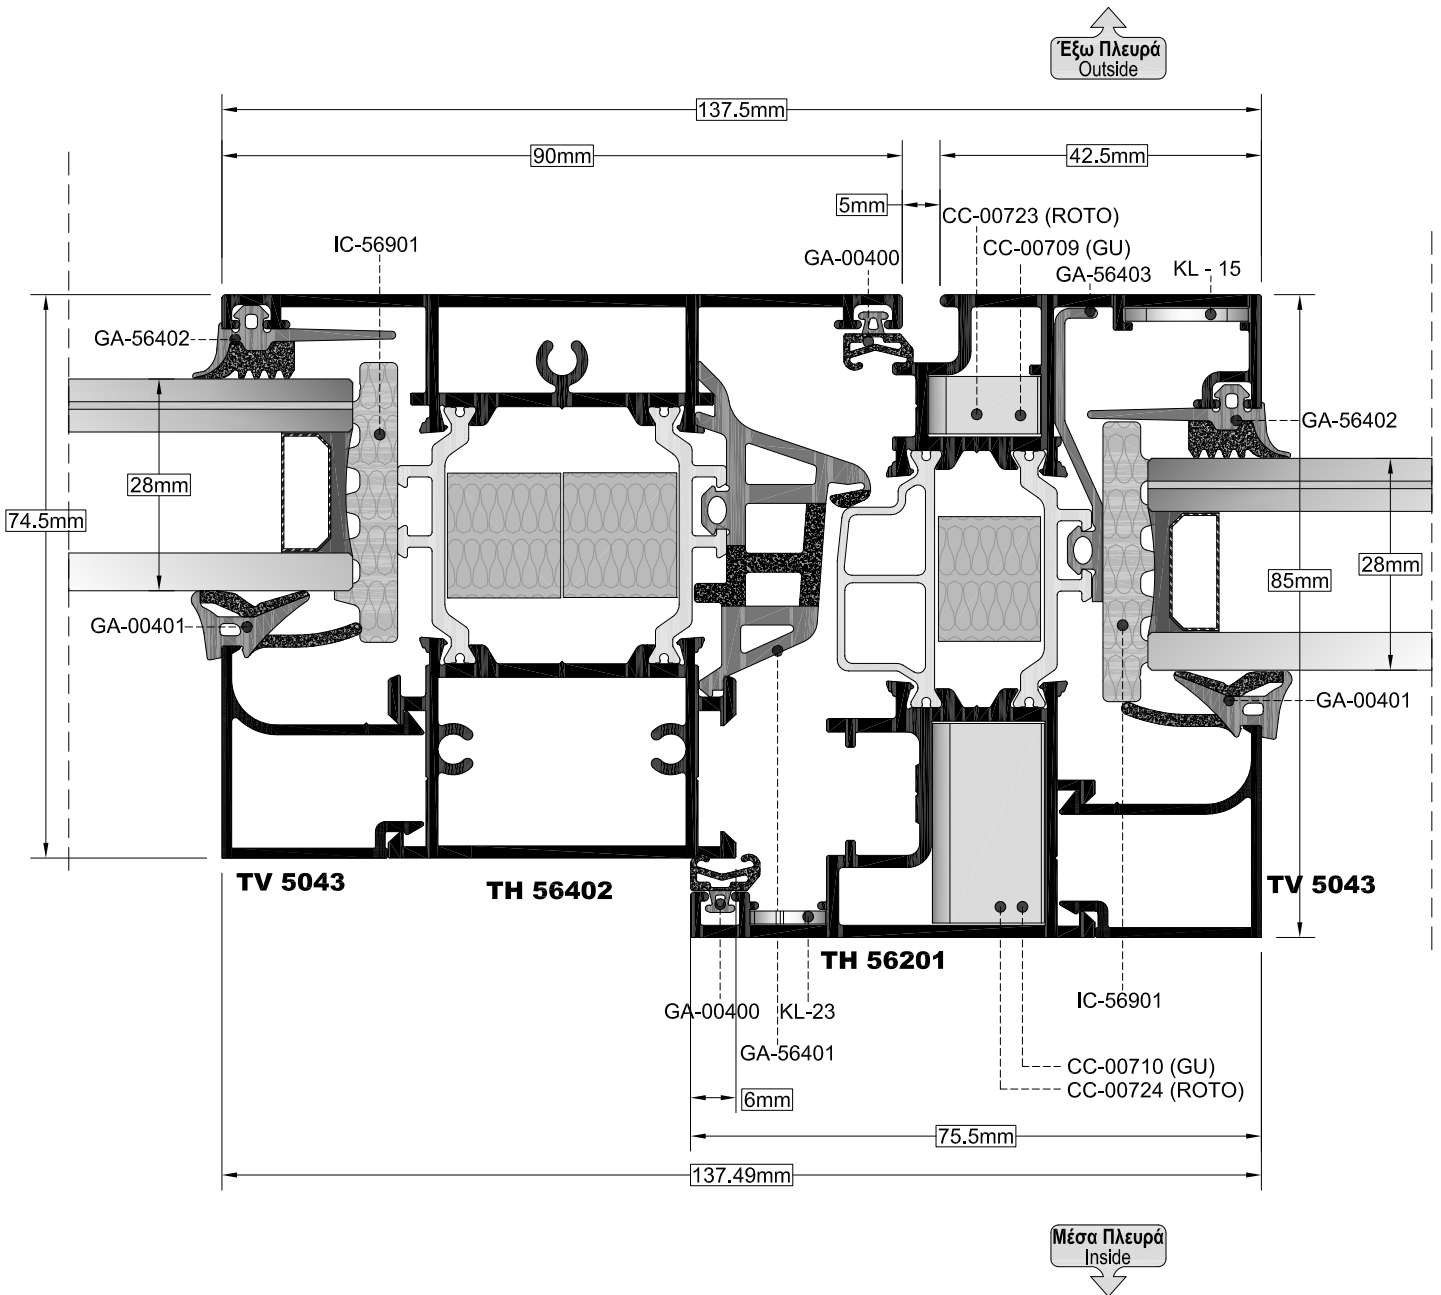 Έξω Πλευρά
Outside
137.5mm
90mm
42.5mm
5mm
CC-00723 (ROTO)
IC-56901
CC-00709 (GU)
GA-00400
GA-56403
KL - 15
GA-56402
GA-56402
28mm
74.5mm
28mm
85mm
GA-00401
GA-00401
TV 5043
TH 56402
TV 5043
TH 56201
IC-56901
GA-00400
KL-23
GA-56401
CC-00710 (GU)
CC-00724 (ROTO)
6mm
75.5mm
137.49mm
Μέσα Πλευρά
Inside